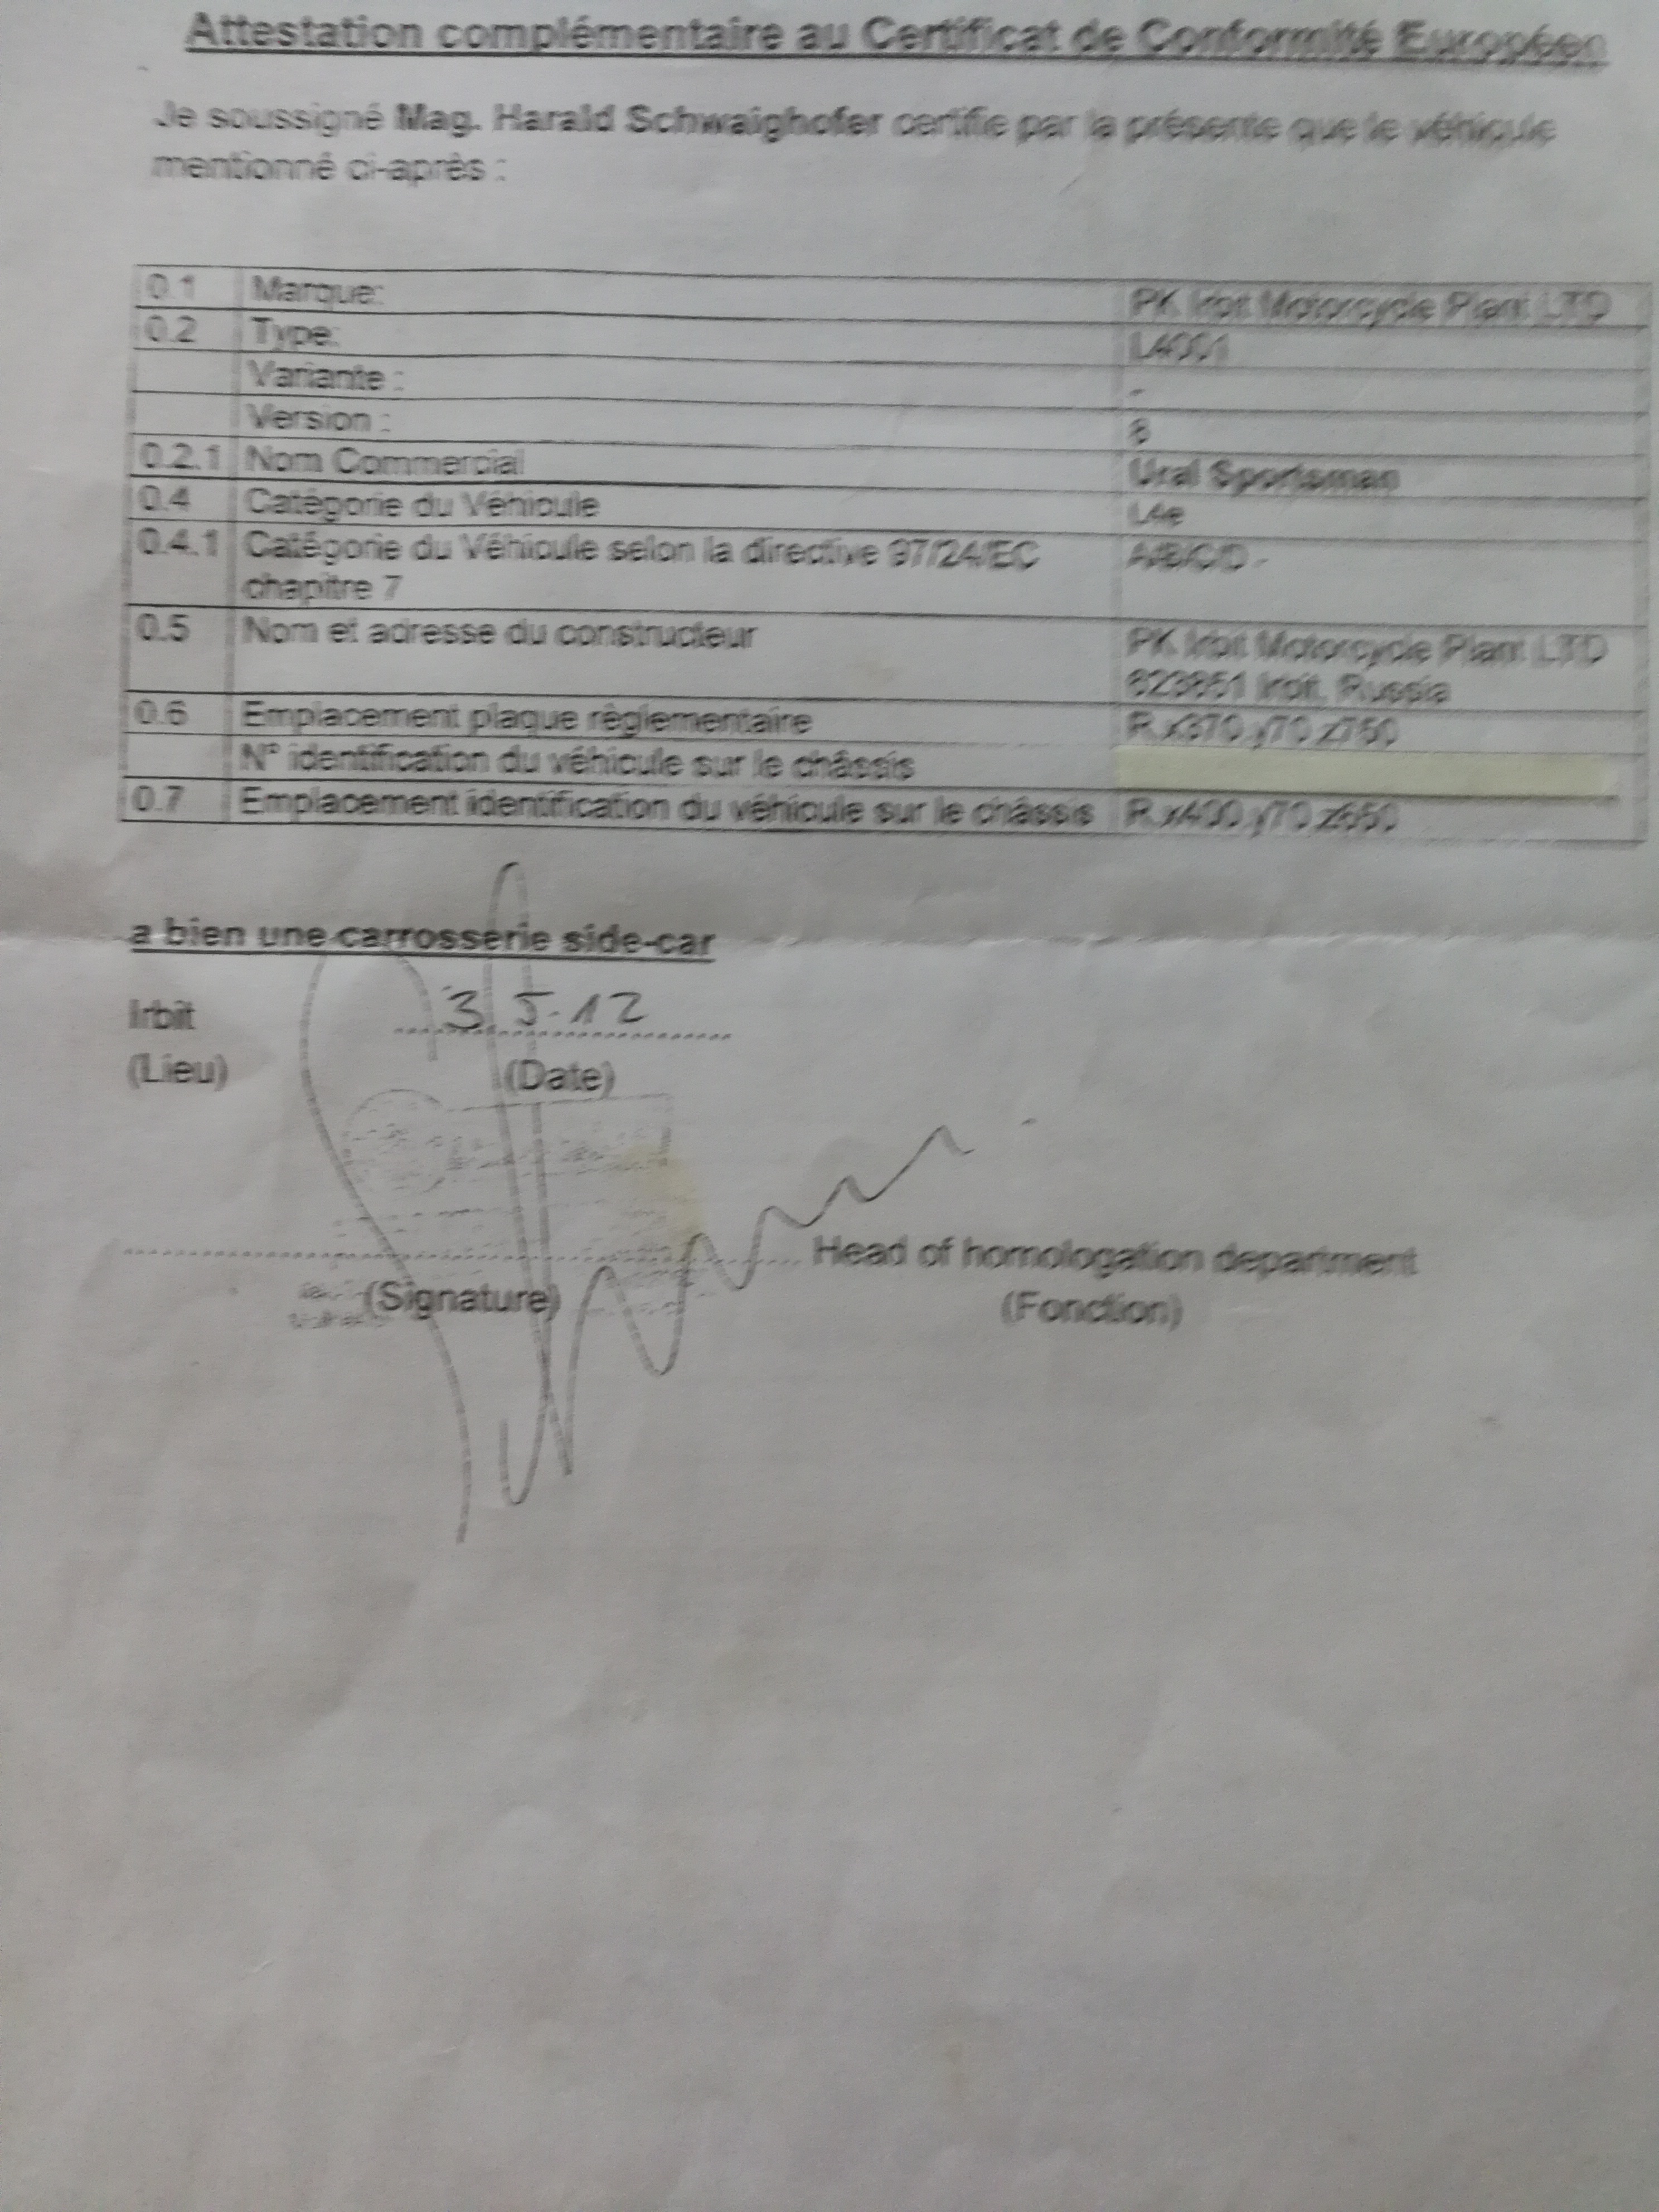 Attestation complémentaire au Certificat de Conformité Européen
Je soussigné Mag. Harald Schwaighofer certifie par la présente que le véhicule
mentionné ci-après :
0.1 Marque: PK Irbit Motorcycle Plant LTD
0.2 Type:
Variante : -
Version : 8
0.2.1 Nom Commercial Ural Sportsman
0.4 Catégorie du Véhicule L4e
0.4.1 Catégorie du Véhicule selon la directive 97/24/EC A/B/C/D -
chapitre 7
0.5 Nom et adresse du constructeur PK Irbit Motorcycle Plant LTD
623851 Irbit, Russia
0.6 Emplacement plaque règlementaire R x370 y70 z750
N° identification du véhicule sur le châssis
0.7 Emplacement identification du véhicule sur le châssis R x400 y70
a bien une carrosserie side-car
Irbit 3 5-12
(Lieu) (Date)
Head of homologation department
(Signature) (Fonction)